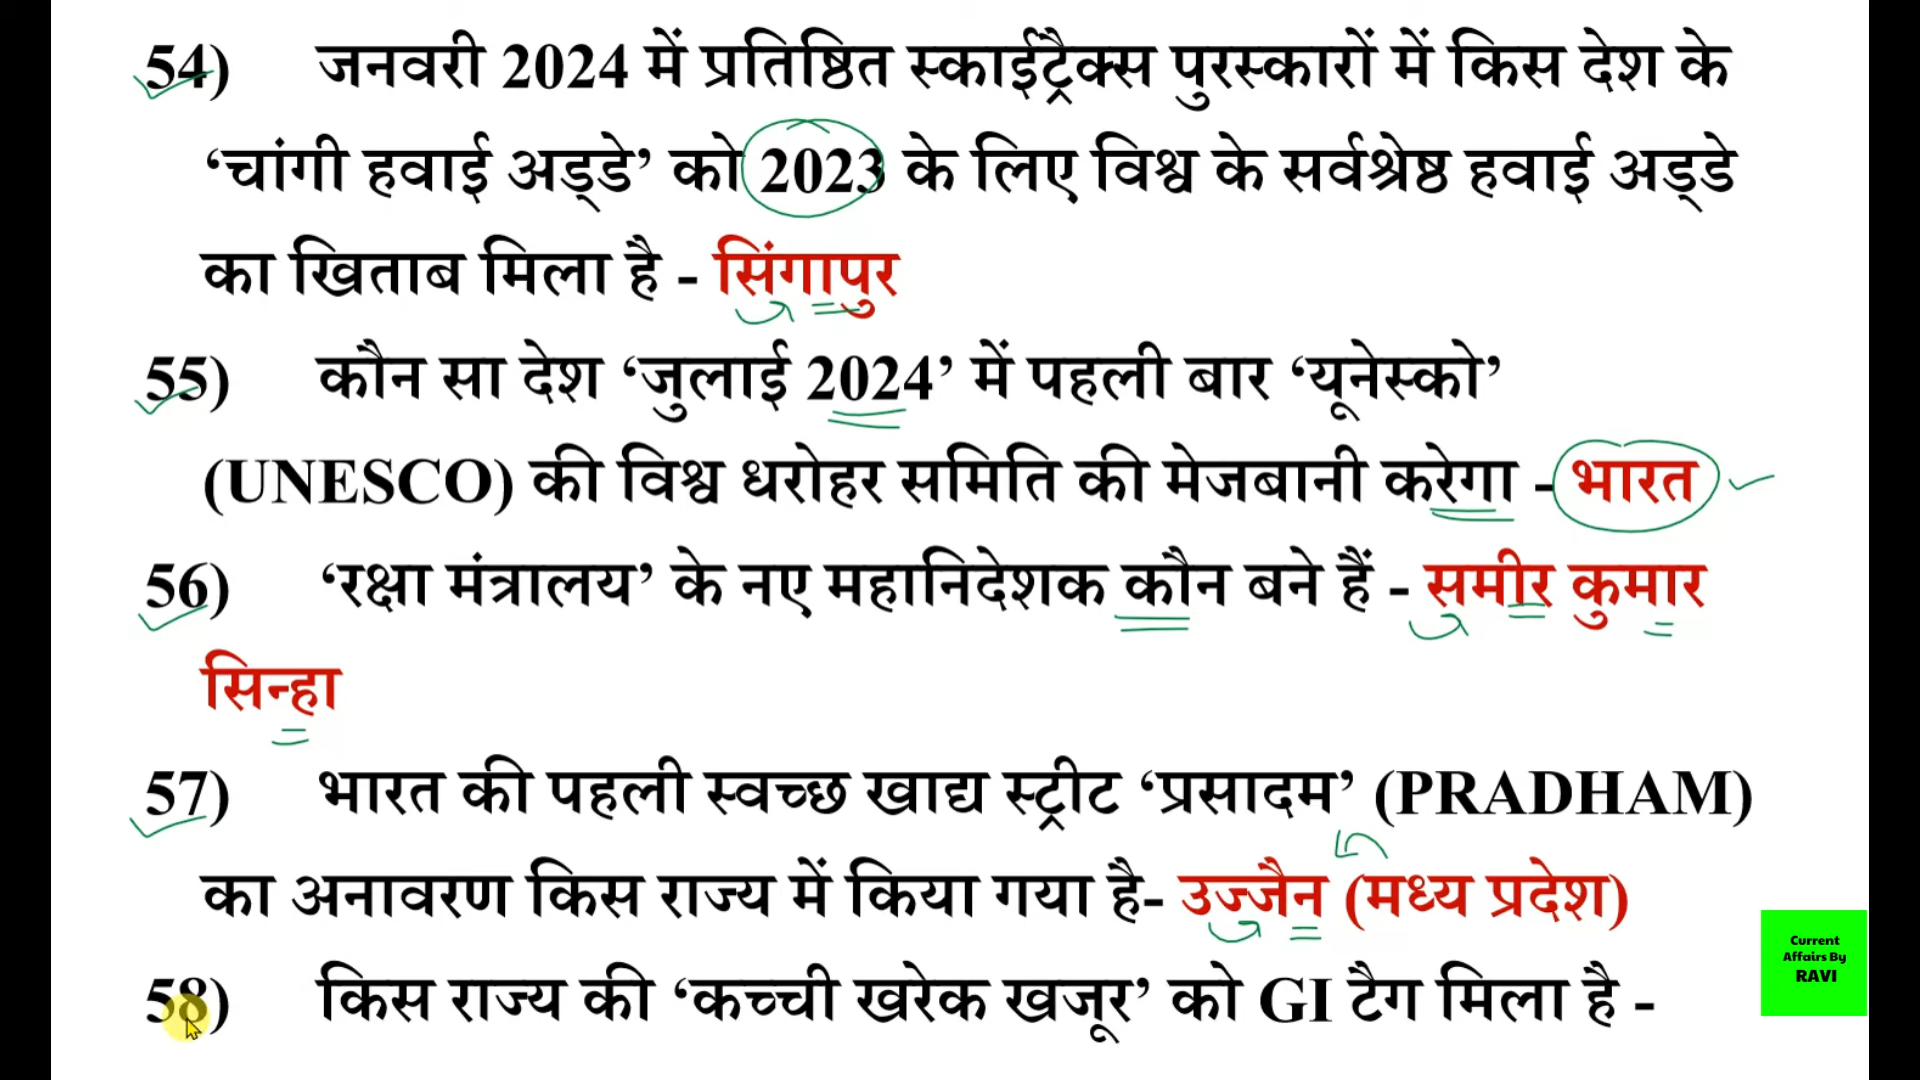 54) जनवरी 2024 में प्रतिष्ठित स्काईट्रैक्स पुरस्कारों में किस देश के
‘चांगी हवाई अड्डे’ को 2023 के लिए विश्व के सर्वश्रेष्ठ हवाई अड्डे
का खिताब मिला है - सिंगापुर
55) कौन सा देश ‘जुलाई 2024’ में पहली बार ‘यूनेस्को’
(UNESCO) की विश्व धरोहर समिति की मेजबानी करेगा - भारत
56) ‘रक्षा मंत्रालय’ के नए महानिदेशक कौन बने हैं - समीर कुमार
सिन्हा
57) भारत की पहली स्वच्छ खाद्य स्ट्रीट ‘प्रसादम’ (PRADHAM)
का अनावरण किस राज्य में किया गया है- उज्जैन (मध्य प्रदेश)
58) किस राज्य की ‘कच्ची खरेक खजूर’ को GI टैग मिला है -
Current
Affairs By
RAVI